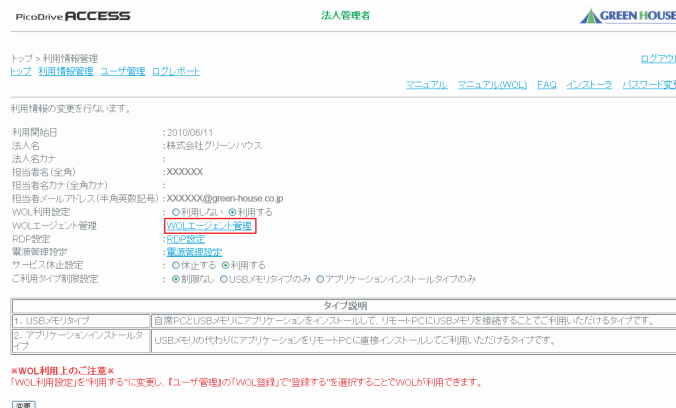 PicoDrive ACCESS 法人管理者 GREEN HOUSE
トップ > 利用情報管理 ログアウト
トップ 利用情報管理 ユーザ管理 ログレポート
マニュアル マニュアル(WOL) FAQ インストーラ パスワード変更
利用情報の変更を行ないます。
利用開始日 : 2010/06/11
法人名 : 株式会社グリーンハウス
法人名カナ :
担当者名(全角) : XXXXXX
担当者名カナ(全角カナ) :
担当者メールアドレス(半角英数記号) : XXXXXX@green-house.co.jp
WOL利用設定 : 利用しない 利用する
WOLエージェント管理 : WOLエージェント管理
RDP設定 : RDP設定
電源管理設定 : 電源管理設定
サービス休止設定 : 休止する 利用する
ご利用タイプ制限設定 : 制限なし USBメモリタイプのみ アプリケーションインストールタイプのみ
タイプ説明
1. USBメモリタイプ 自席PCとUSBメモリにアプリケーションをインストールして、リモートPCにUSBメモリを接続することでご利用いただけるタイプです。
2. アプリケーションインストールタイプ USBメモリの代わりにアプリケーションをリモートPCに直接インストールしてご利用いただけるタイプです。
※WOL利用上のご注意※
「WOL利用設定」を"利用する"に変更し、『ユーザ管理』の「WOL登録」で"登録する"を選択することでWOLが利用できます。
変更